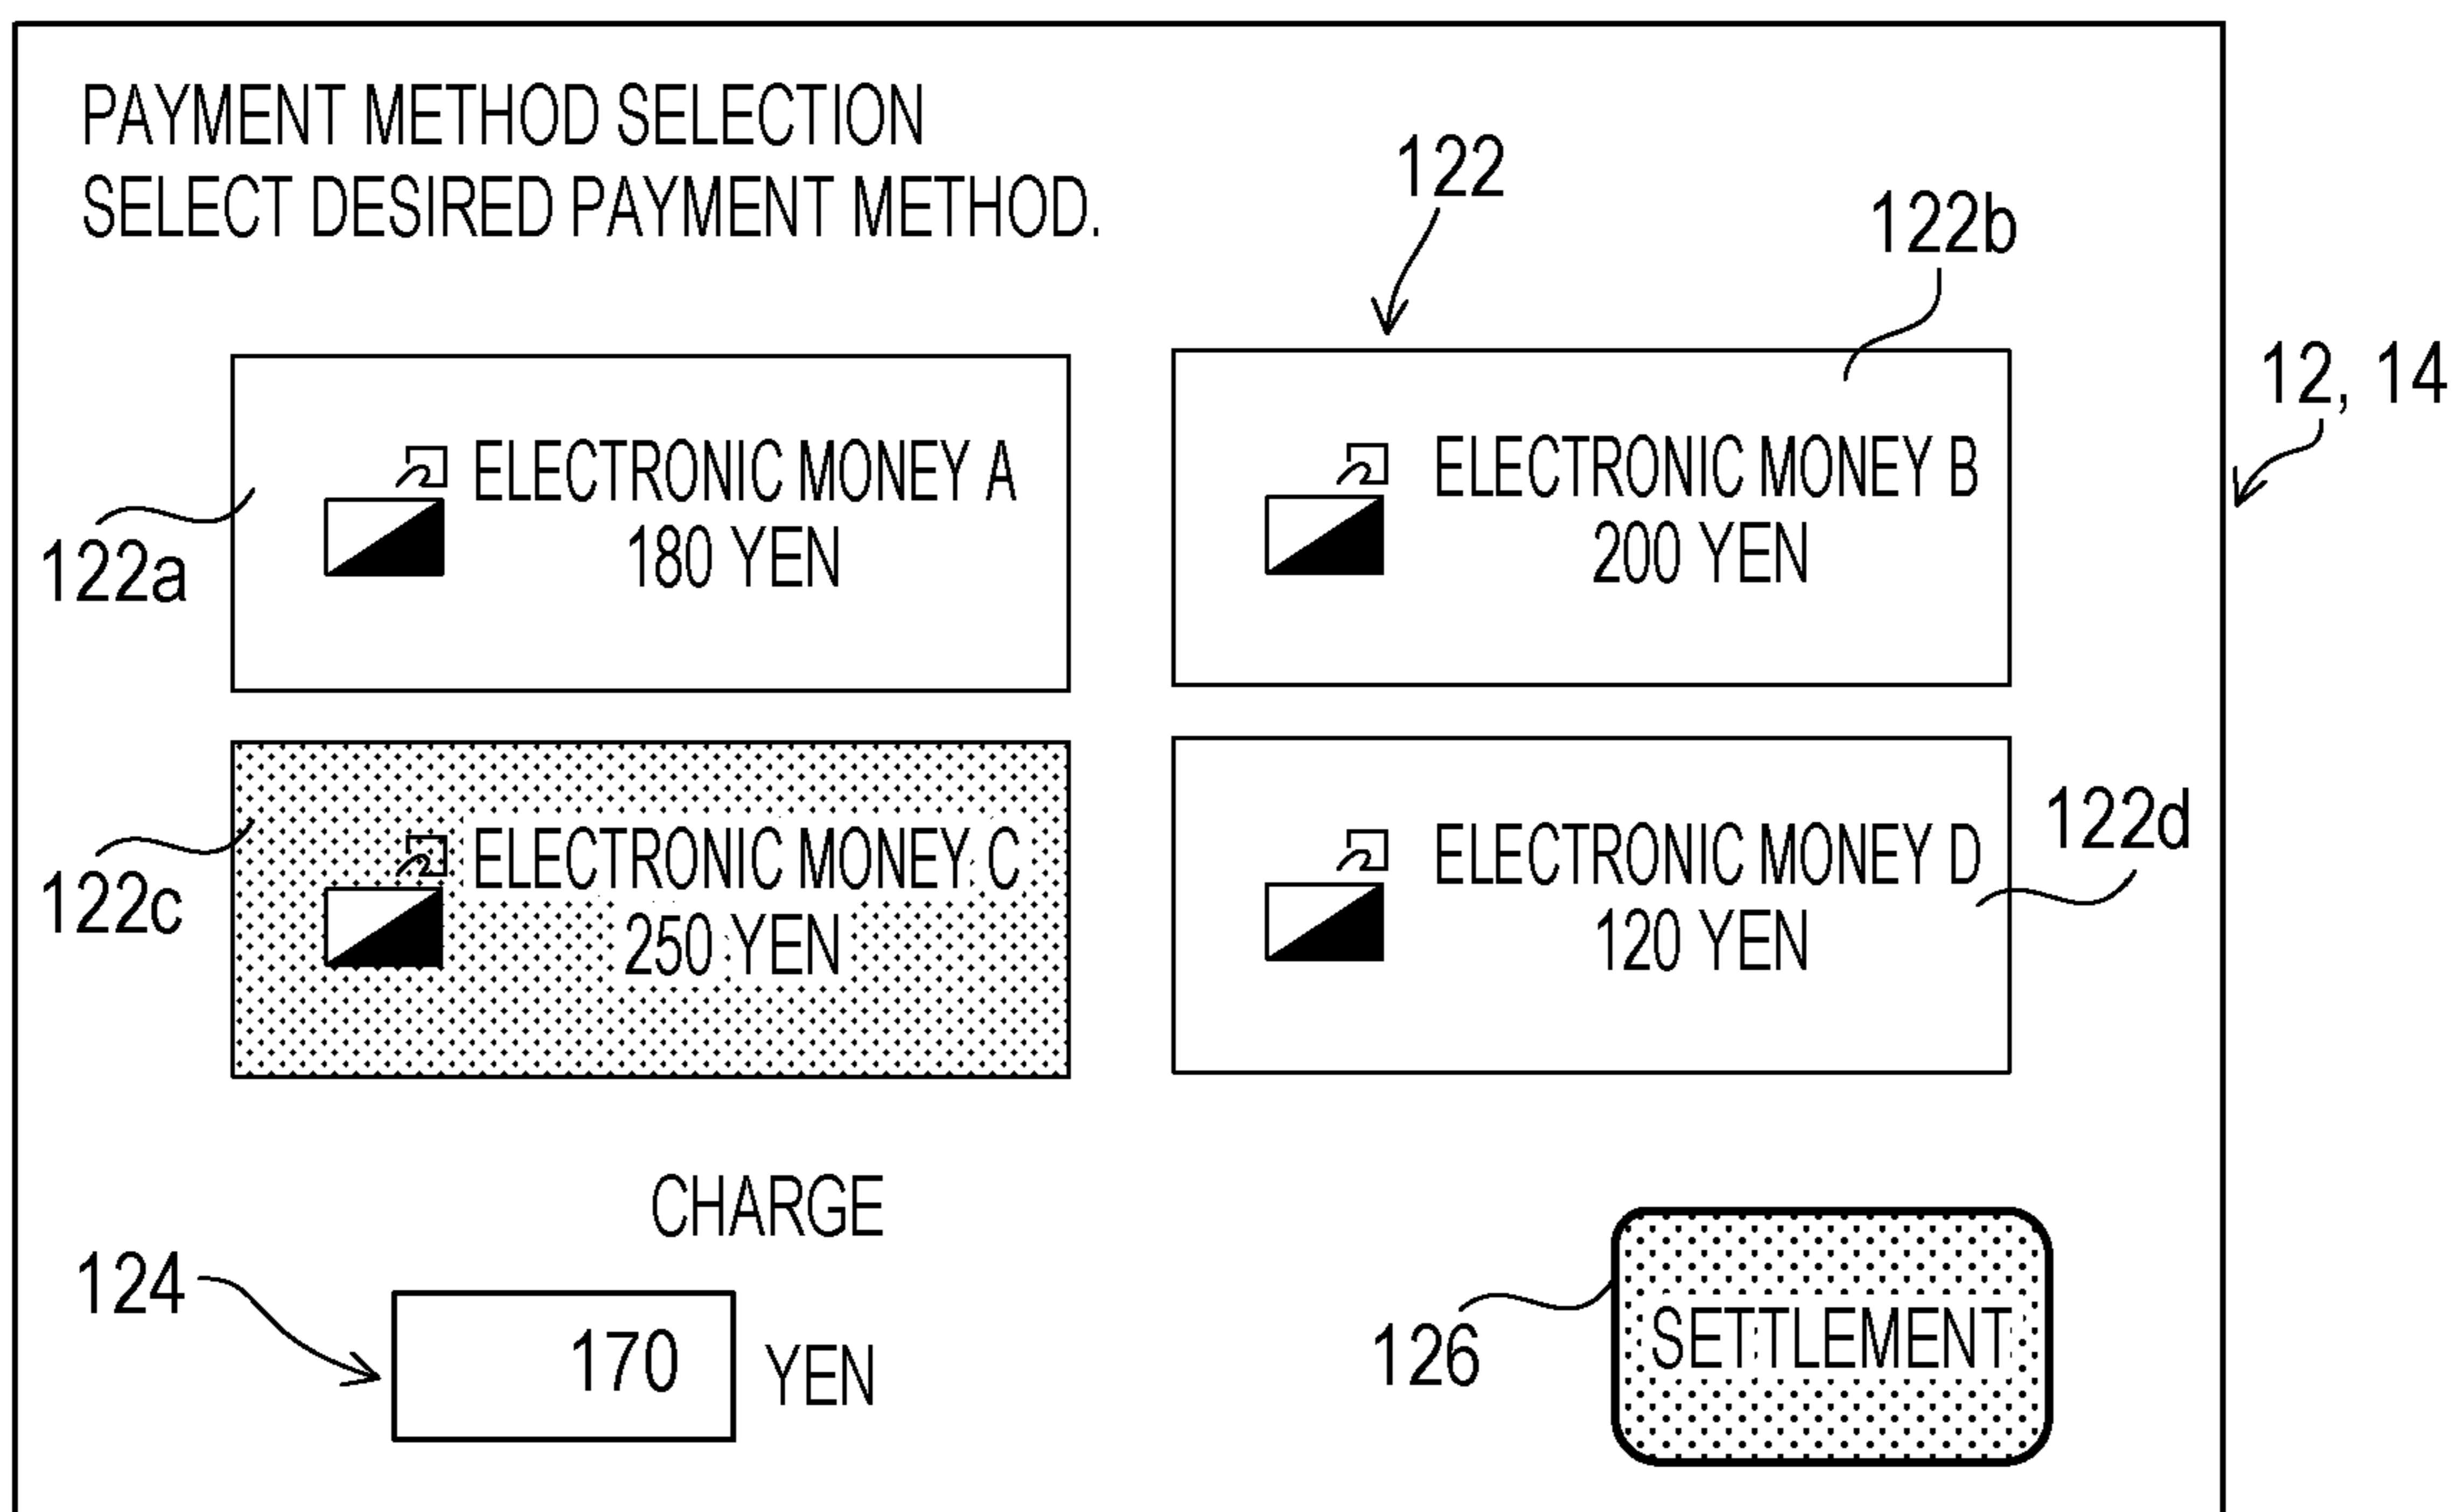 PAYMENT METHOD SELECTION
SELECT DESIRED PAYMENT METHOD.
122
122b
12, 14
ELECTRONIC MONEY A
180 YEN
122a
ELECTRONIC MONEY B
200 YEN
ELECTRONIC MONEY C
250 YEN
122c
ELECTRONIC MONEY D
120 YEN
122d
CHARGE
124
170 YEN
126
SETTLEMENT